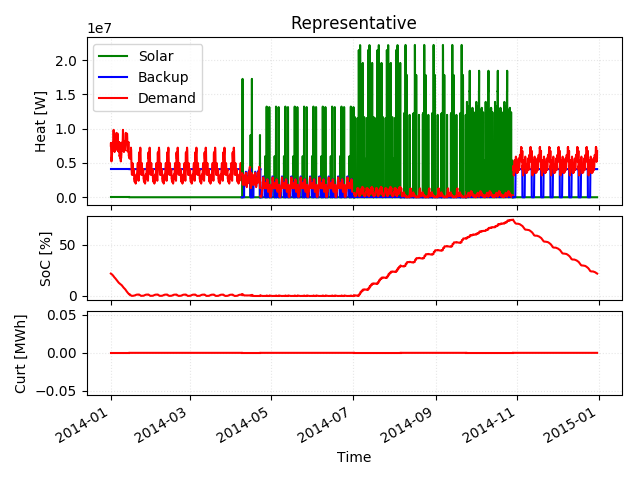 Representative
1e7
2.0
1.5
1.0
0.5
0.0
Heat [W]
Solar
Backup
Demand
50
0
SoC [%]
0.05
0.00
−0.05
Curt [MWh]
2014-01
2014-03
2014-05
2014-07
2014-09
2014-11
2015-01
Time